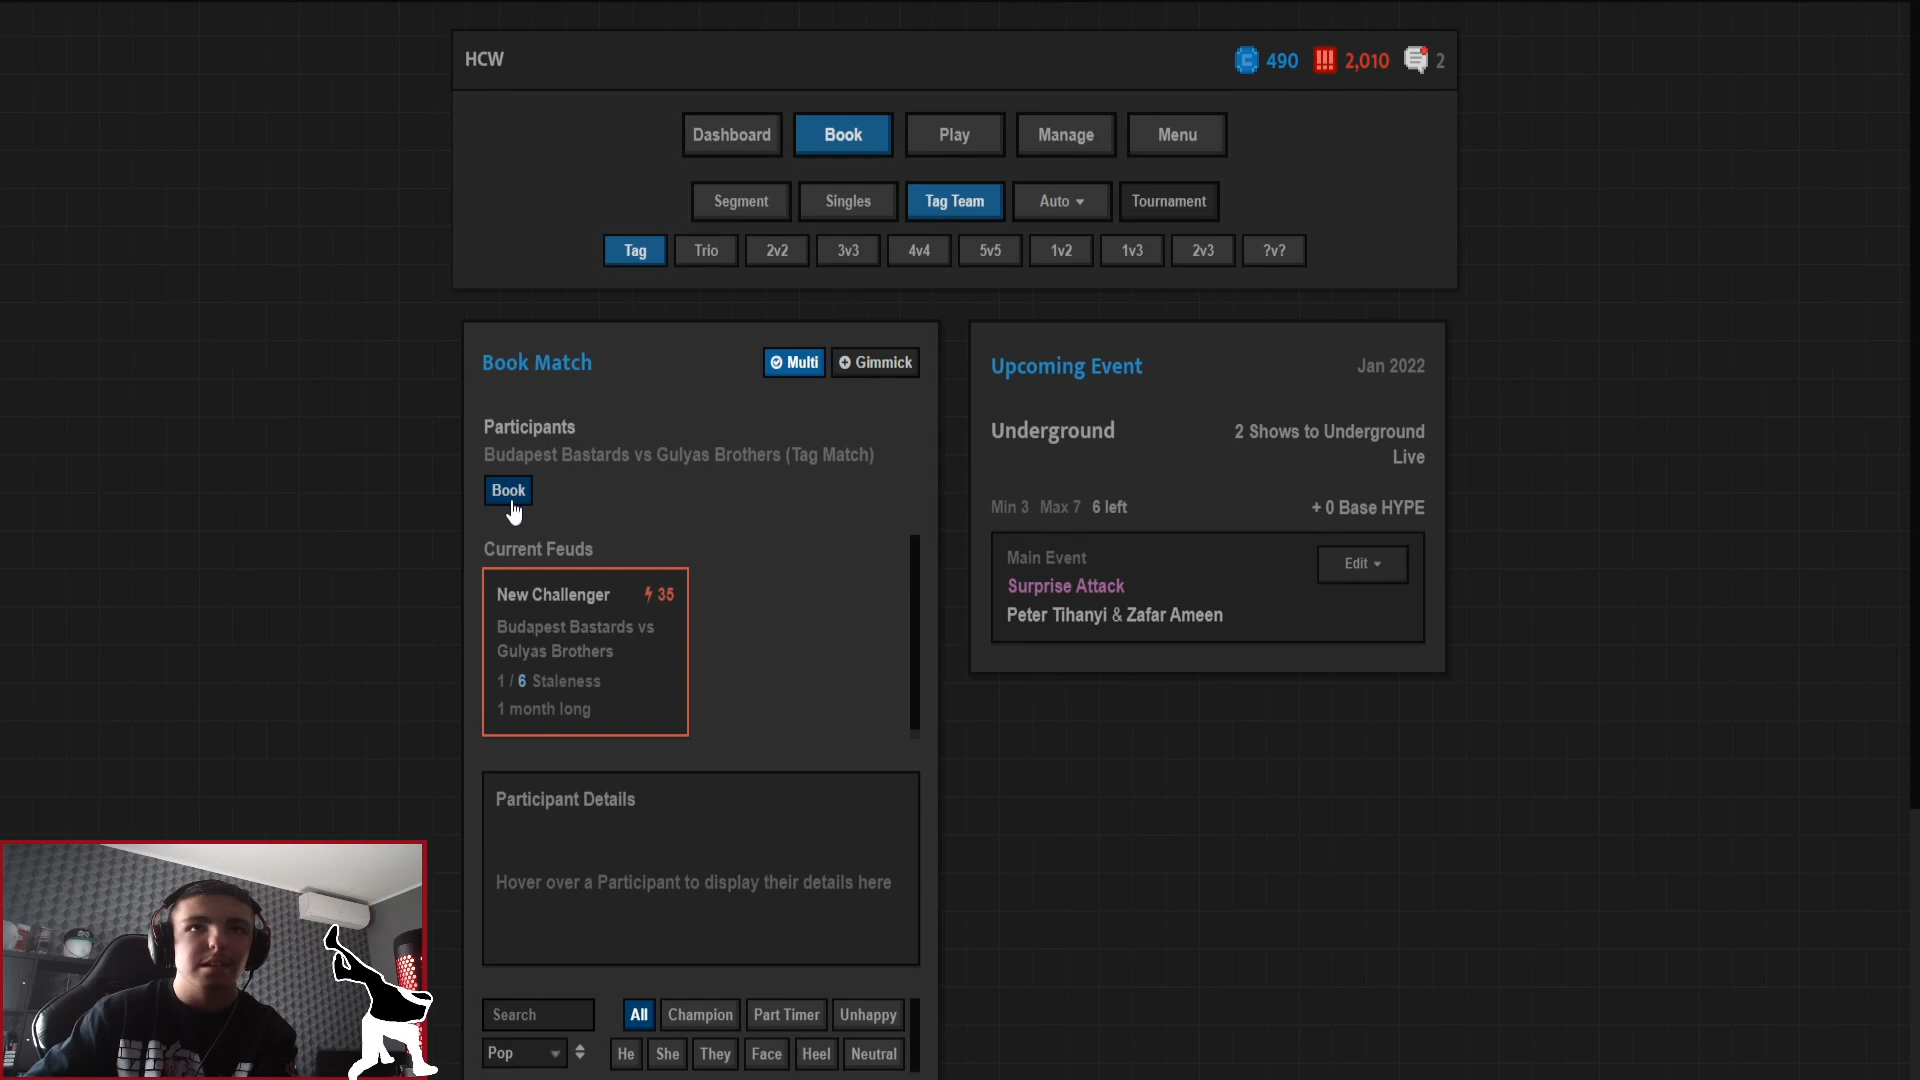 HCW
490 2,010 2
Dashboard Book Play Manage Menu
Segment Singles Tag Team Auto Tournament
Tag Trio 2v2 3v3 4v4 5v5 1v2 1v3 2v3 ?v?
Book Match Multi Gimmick
Participants
Budapest Bastards vs Gulyas Brothers (Tag Match)
Book
Current Feuds
New Challenger 35
Budapest Bastards vs
Gulyas Brothers
1 / 6 Staleness
1 month long
Participant Details
Hover over a Participant to display their details here
Search All Champion Part Timer Unhappy
Pop He She They Face Heel Neutral
Upcoming Event Jan 2022
Underground 2 Shows to Underground
Live
Min 3 Max 7 6 left + 0 Base HYPE
Main Event Edit
Surprise Attack
Peter Tihanyi & Zafar Ameen